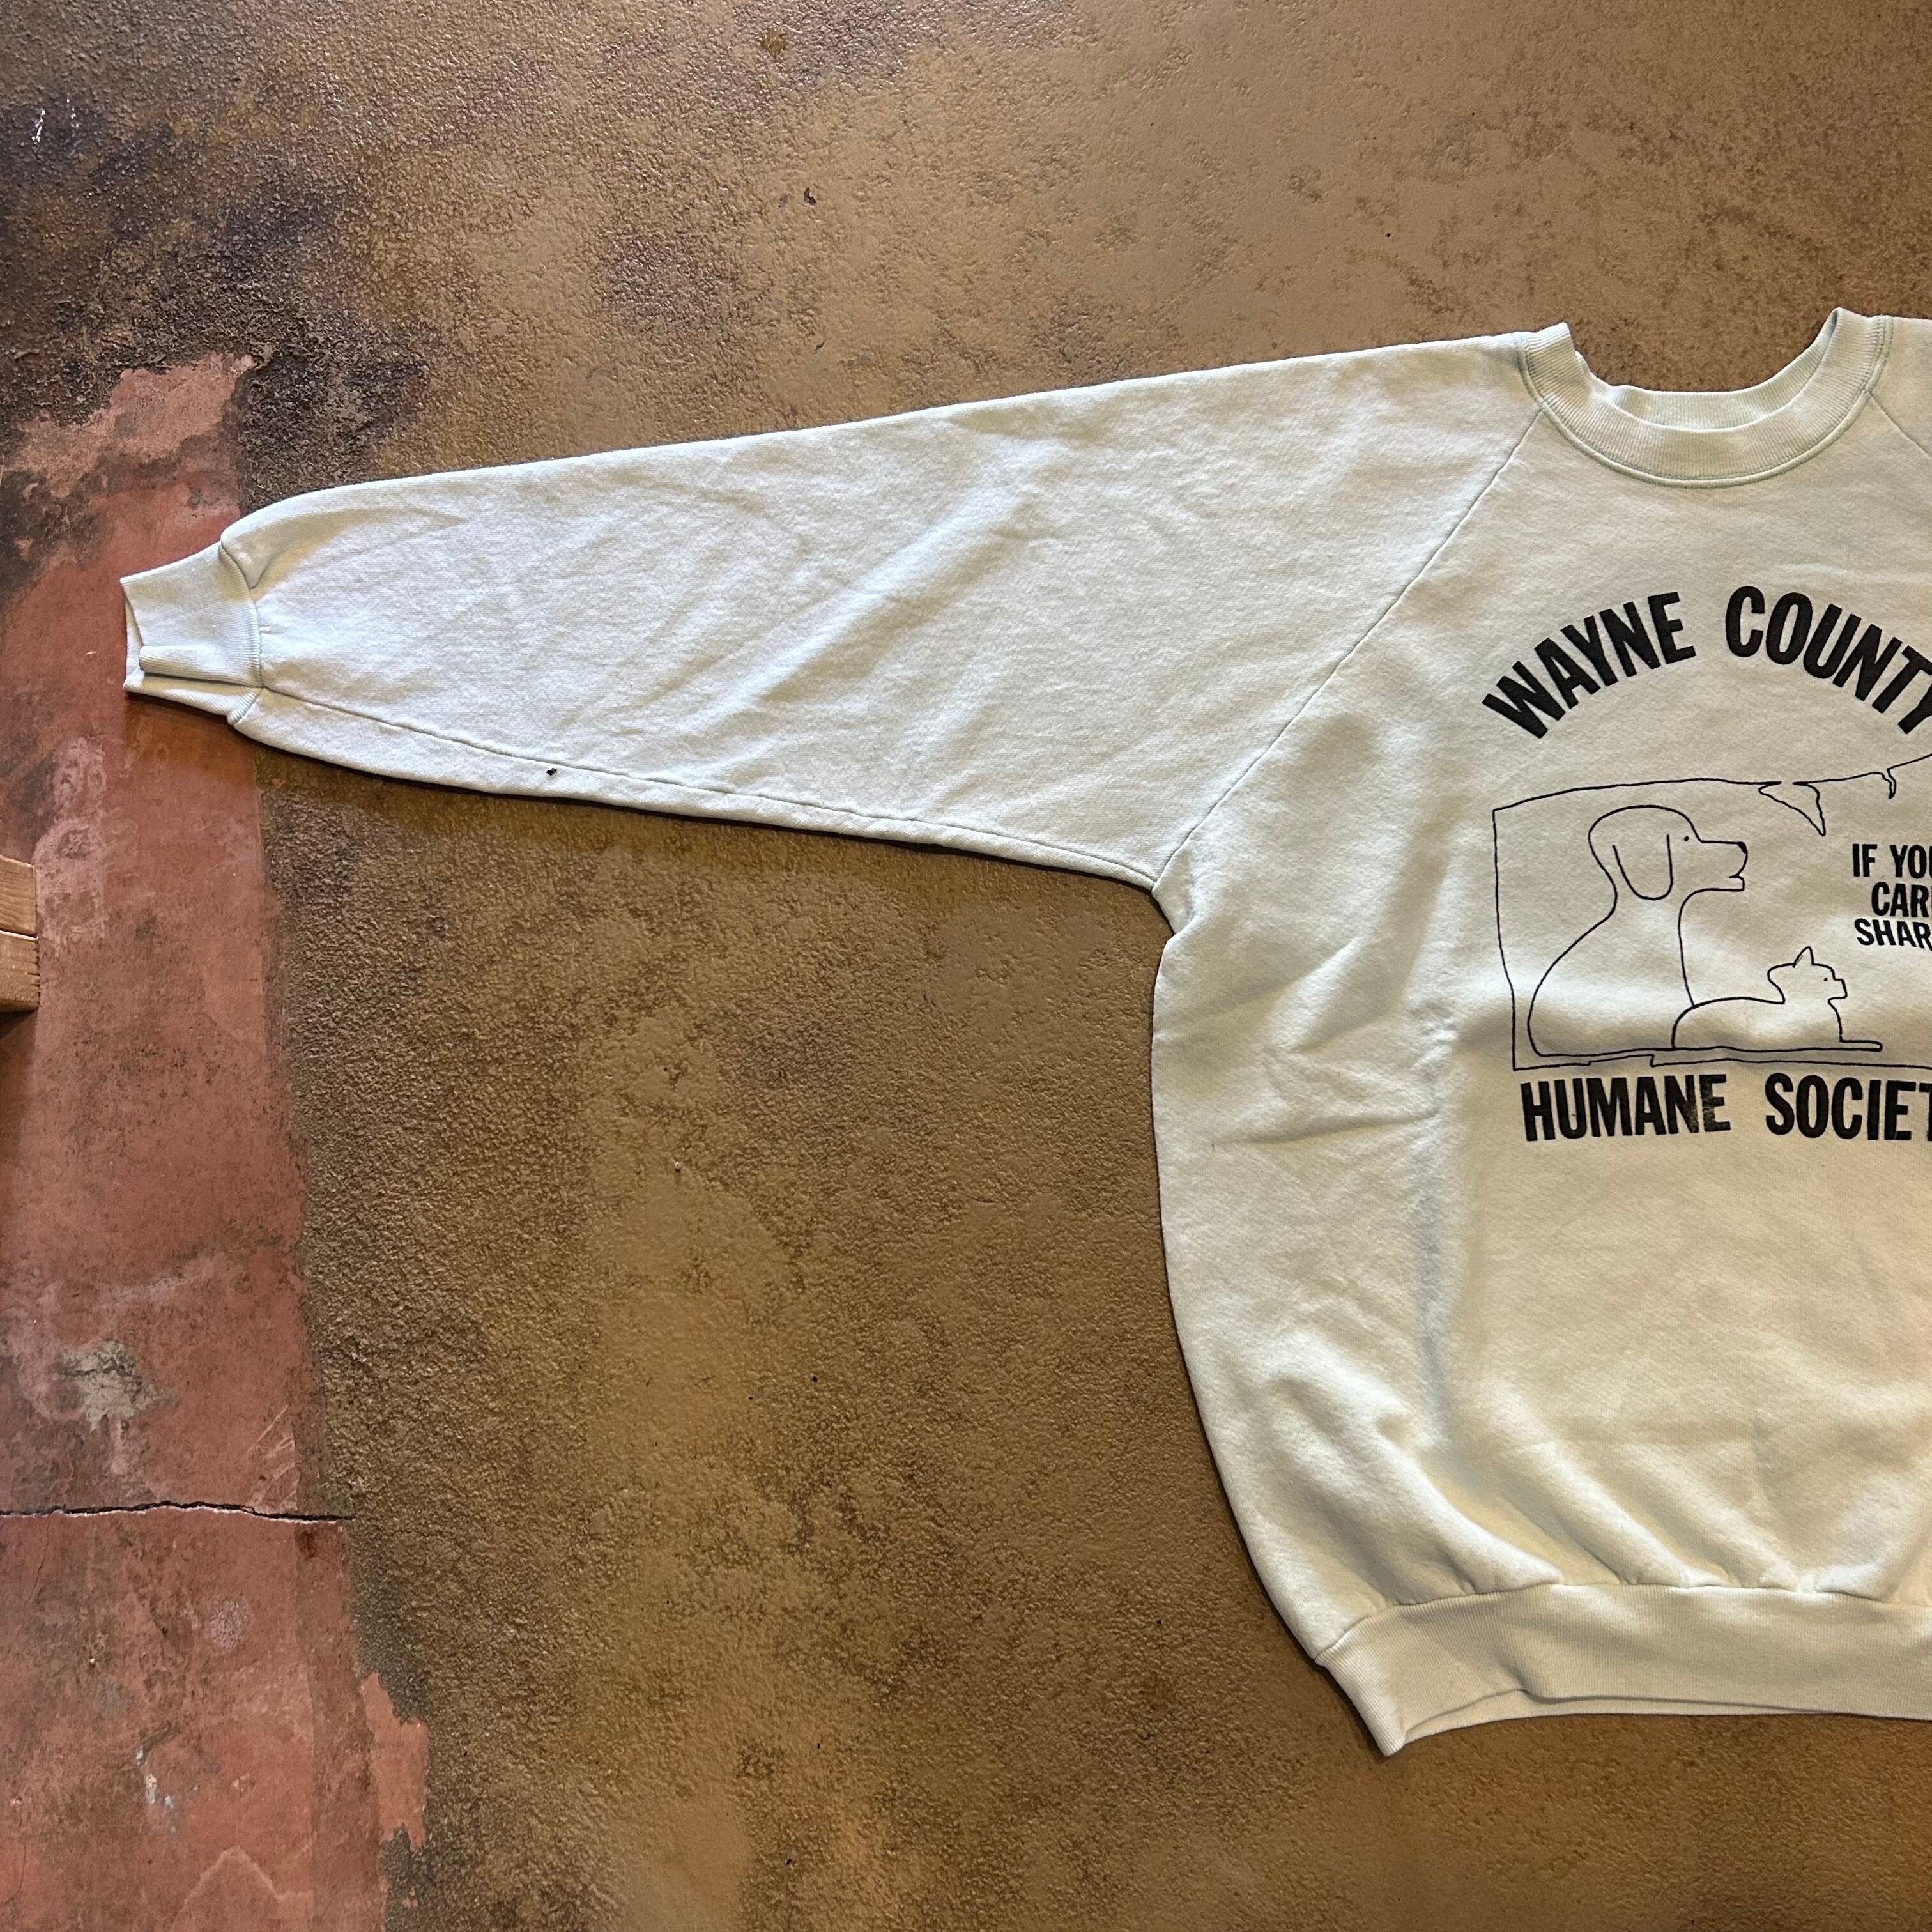 WAYNE COUNTY
IF YOU
CAR
SHAR
HUMANE SOCIET